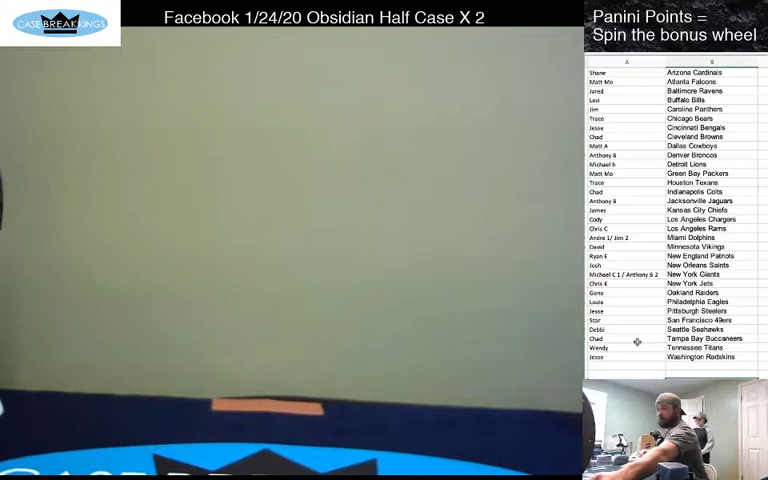 CASE BREAK KINGS
Facebook 1/24/20 Obsidian Half Case X 2
Panini Points =
Spin the bonus wheel
A B
Shane Arizona Cardinals
Matt Mo Atlanta Falcons
Jared Baltimore Ravens
Levi Buffalo Bills
Jim Carolina Panthers
Trace Chicago Bears
Jesse Cincinnati Bengals
Chad Cleveland Browns
Matt A Dallas Cowboys
Anthony B Denver Broncos
Michael h Detroit Lions
Matt Mo Green Bay Packers
Trace Houston Texans
Chad Indianapolis Colts
Anthony B Jacksonville Jaguars
James Kansas City Chiefs
Cody Los Angeles Chargers
Chris C Los Angeles Rams
Andre 1/ Jim 2 Miami Dolphins
David Minnesota Vikings
Ryan E New England Patriots
Josh New Orleans Saints
Michael C 1 / Anthony B 2 New York Giants
Chris K New York Jets
Gene Oakland Raiders
Louie Philadelphia Eagles
Jesse Pittsburgh Steelers
Star San Francisco 49ers
Debbi Seattle Seahawks
Chad Tampa Bay Buccaneers
Wendy Tennessee Titans
Jesse Washington Redskins